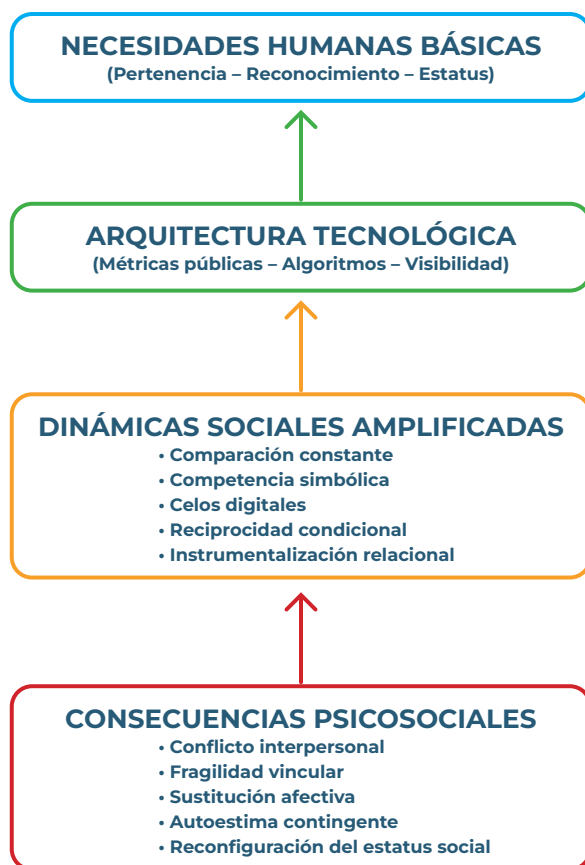 NECESIDADES HUMANAS BÁSICAS
(Pertenencia – Reconocimiento – Estatus)
ARQUITECTURA TECNOLÓGICA
(Métricas públicas – Algoritmos – Visibilidad)
DINÁMICAS SOCIALES AMPLIFICADAS
• Comparación constante
• Competencia simbólica
• Celos digitales
• Reciprocidad condicional
• Instrumentalización relacional
CONSECUENCIAS PSICOSOCIALES
• Conflicto interpersonal
• Fragilidad vincular
• Sustitución afectiva
• Autoestima contingente
• Reconfiguración del estatus social